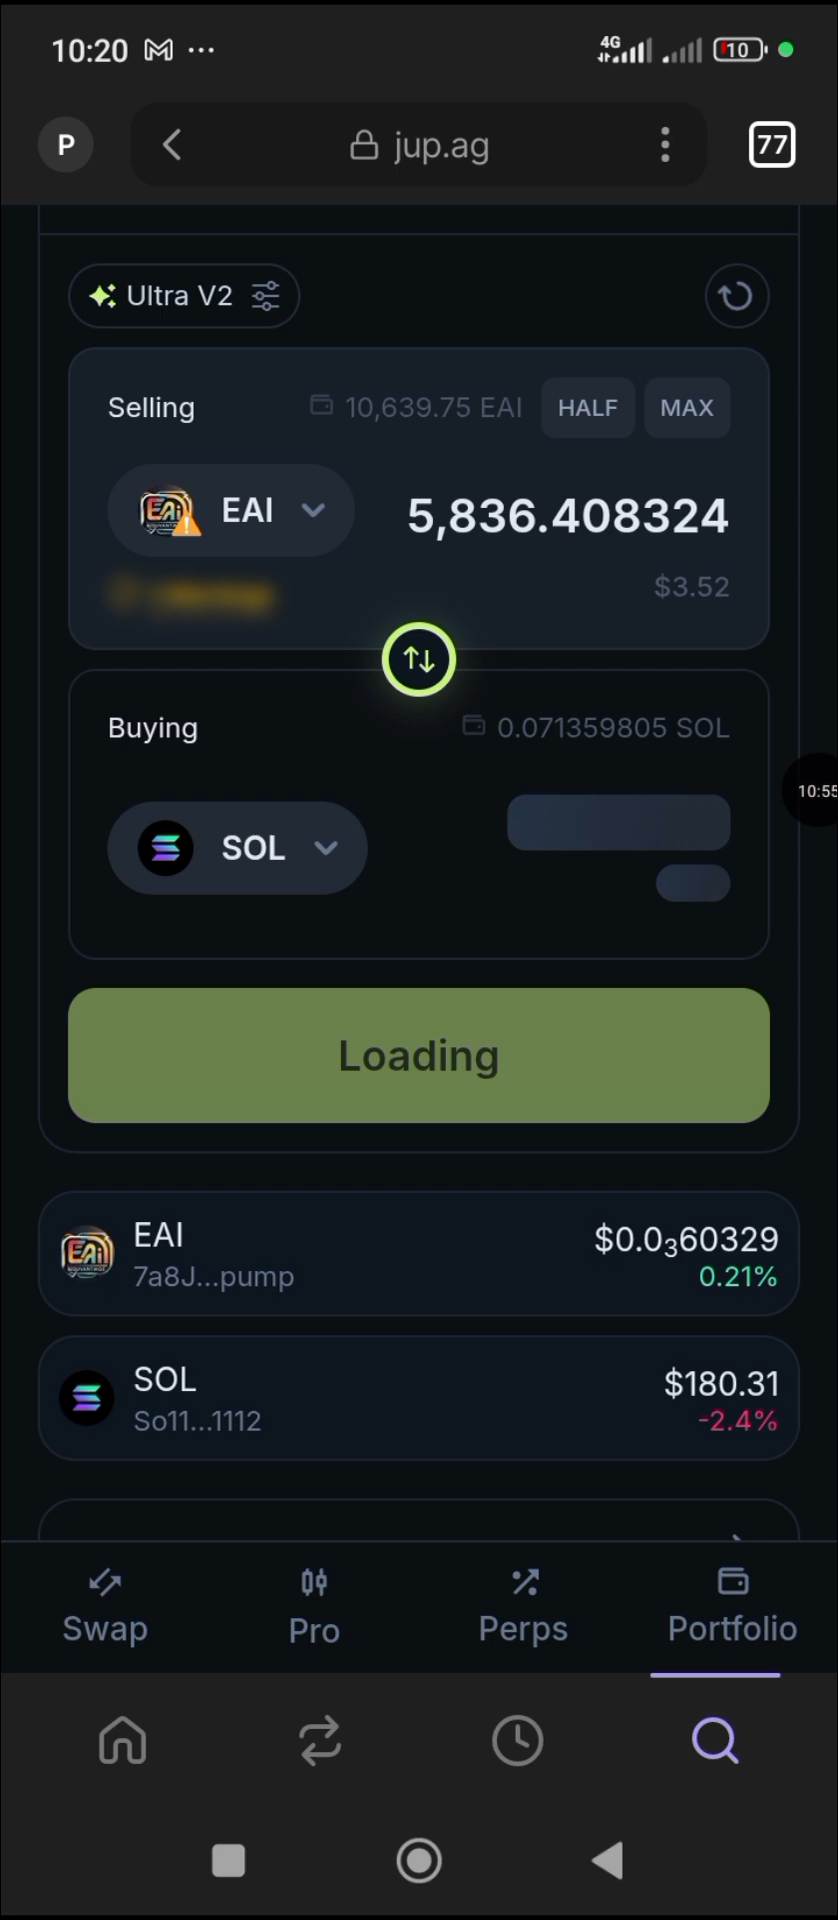 10:20
4G
10
P
jup.ag
77
Ultra V2
Selling
10,639.75 EAI
HALF
MAX
EAI
5,836.408324
$3.52
Buying
0.071359805 SOL
10:55
SOL
Loading
EAI
$0.0₃60329
7a8J...pump
0.21%
SOL
$180.31
So11...1112
-2.4%
Swap
Pro
Perps
Portfolio